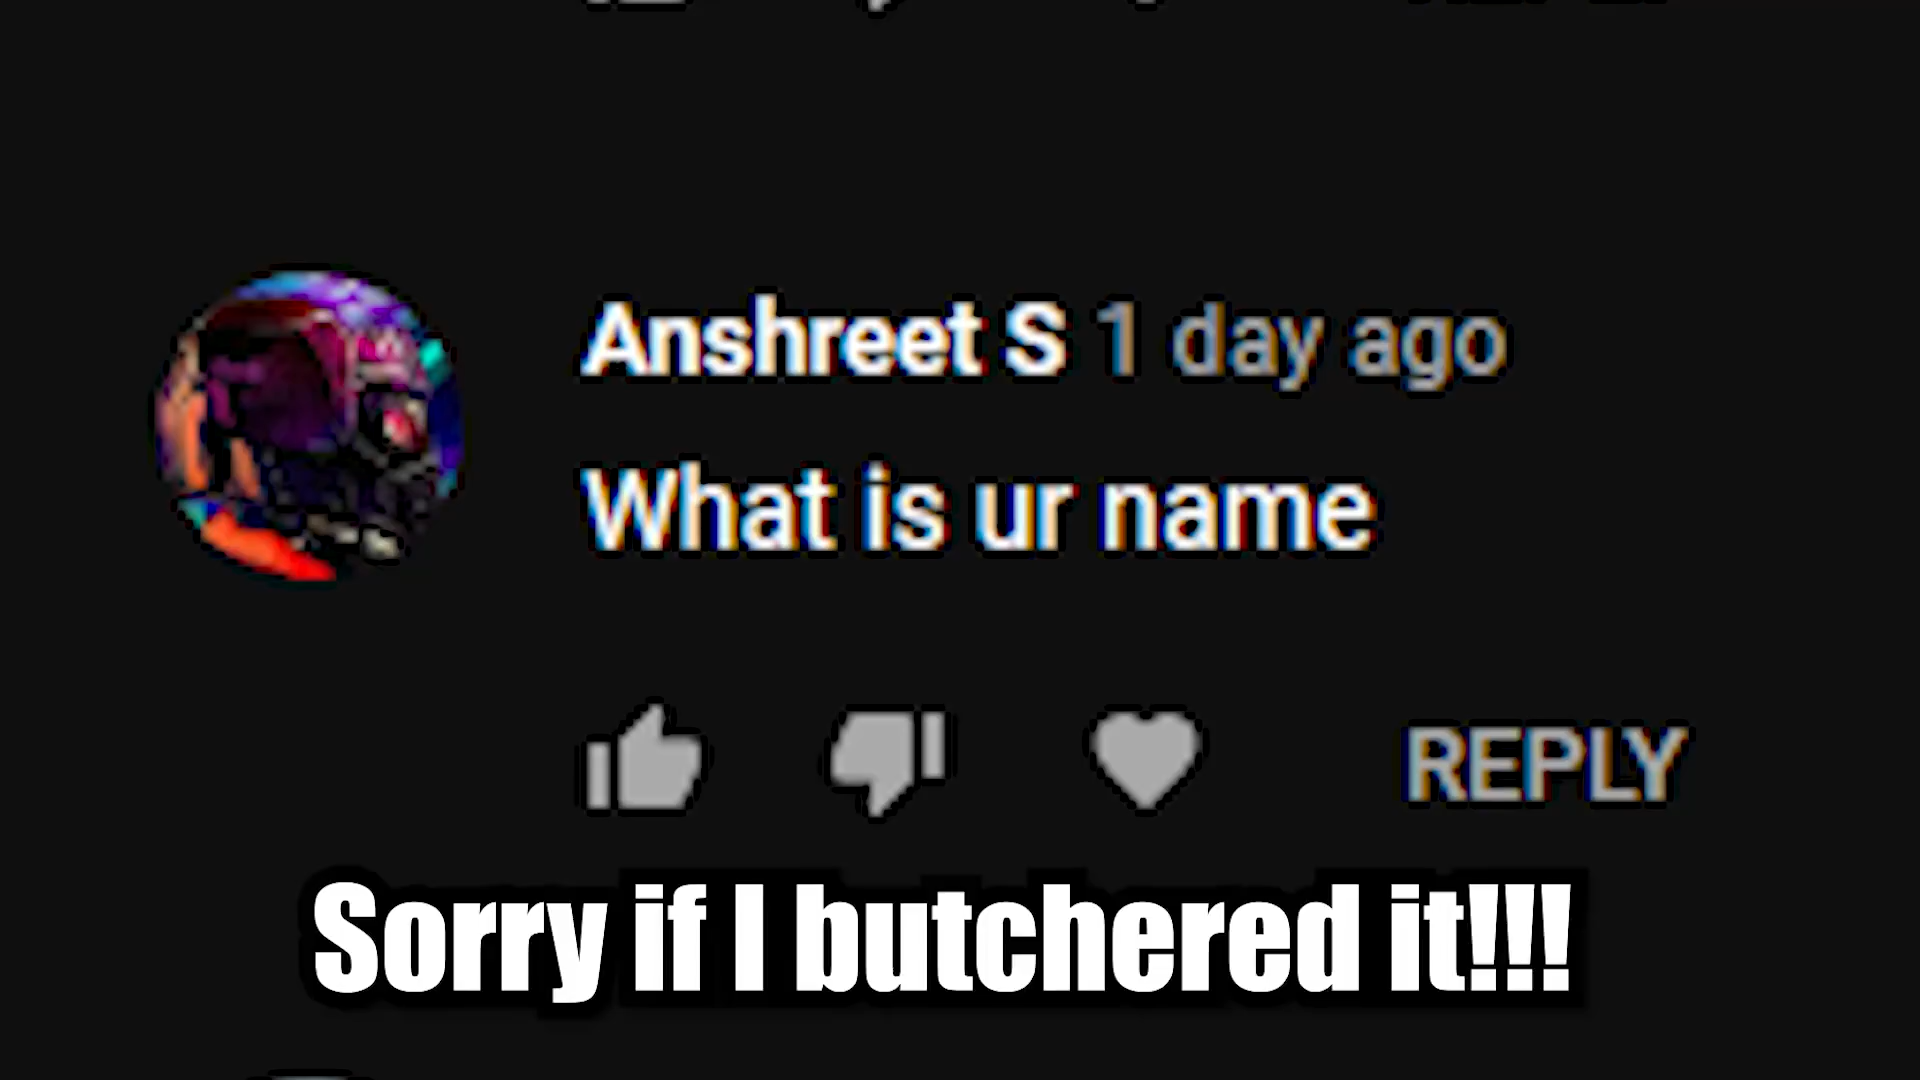 Anshreet S 1 day ago
What is ur name
REPLY
Sorry if I butchered it!!!